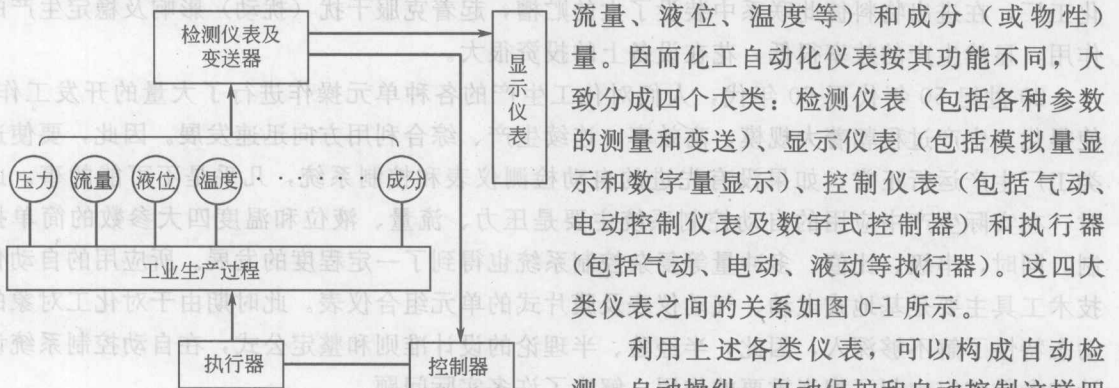 检测仪表及
变送器
显示仪表
压力 流量 液位 温度 · · · 成分
工业生产过程
执行器
控制器
流量、液位、温度等）和成分（或物性）
量，因而化工自动化仪表按其功能不同，大
致分成四个大类：检测仪表（包括各种参数
的测量和变送）、显示仪表（包括模拟量显
示和数字量显示）、控制仪表（包括气动、
电动控制仪表及数字式控制器）和执行器
（包括气动、电动、液动等执行器）。这四大
类仪表之间的关系如图 0-1 所示。
利用上述各类仪表，可以构成自动检